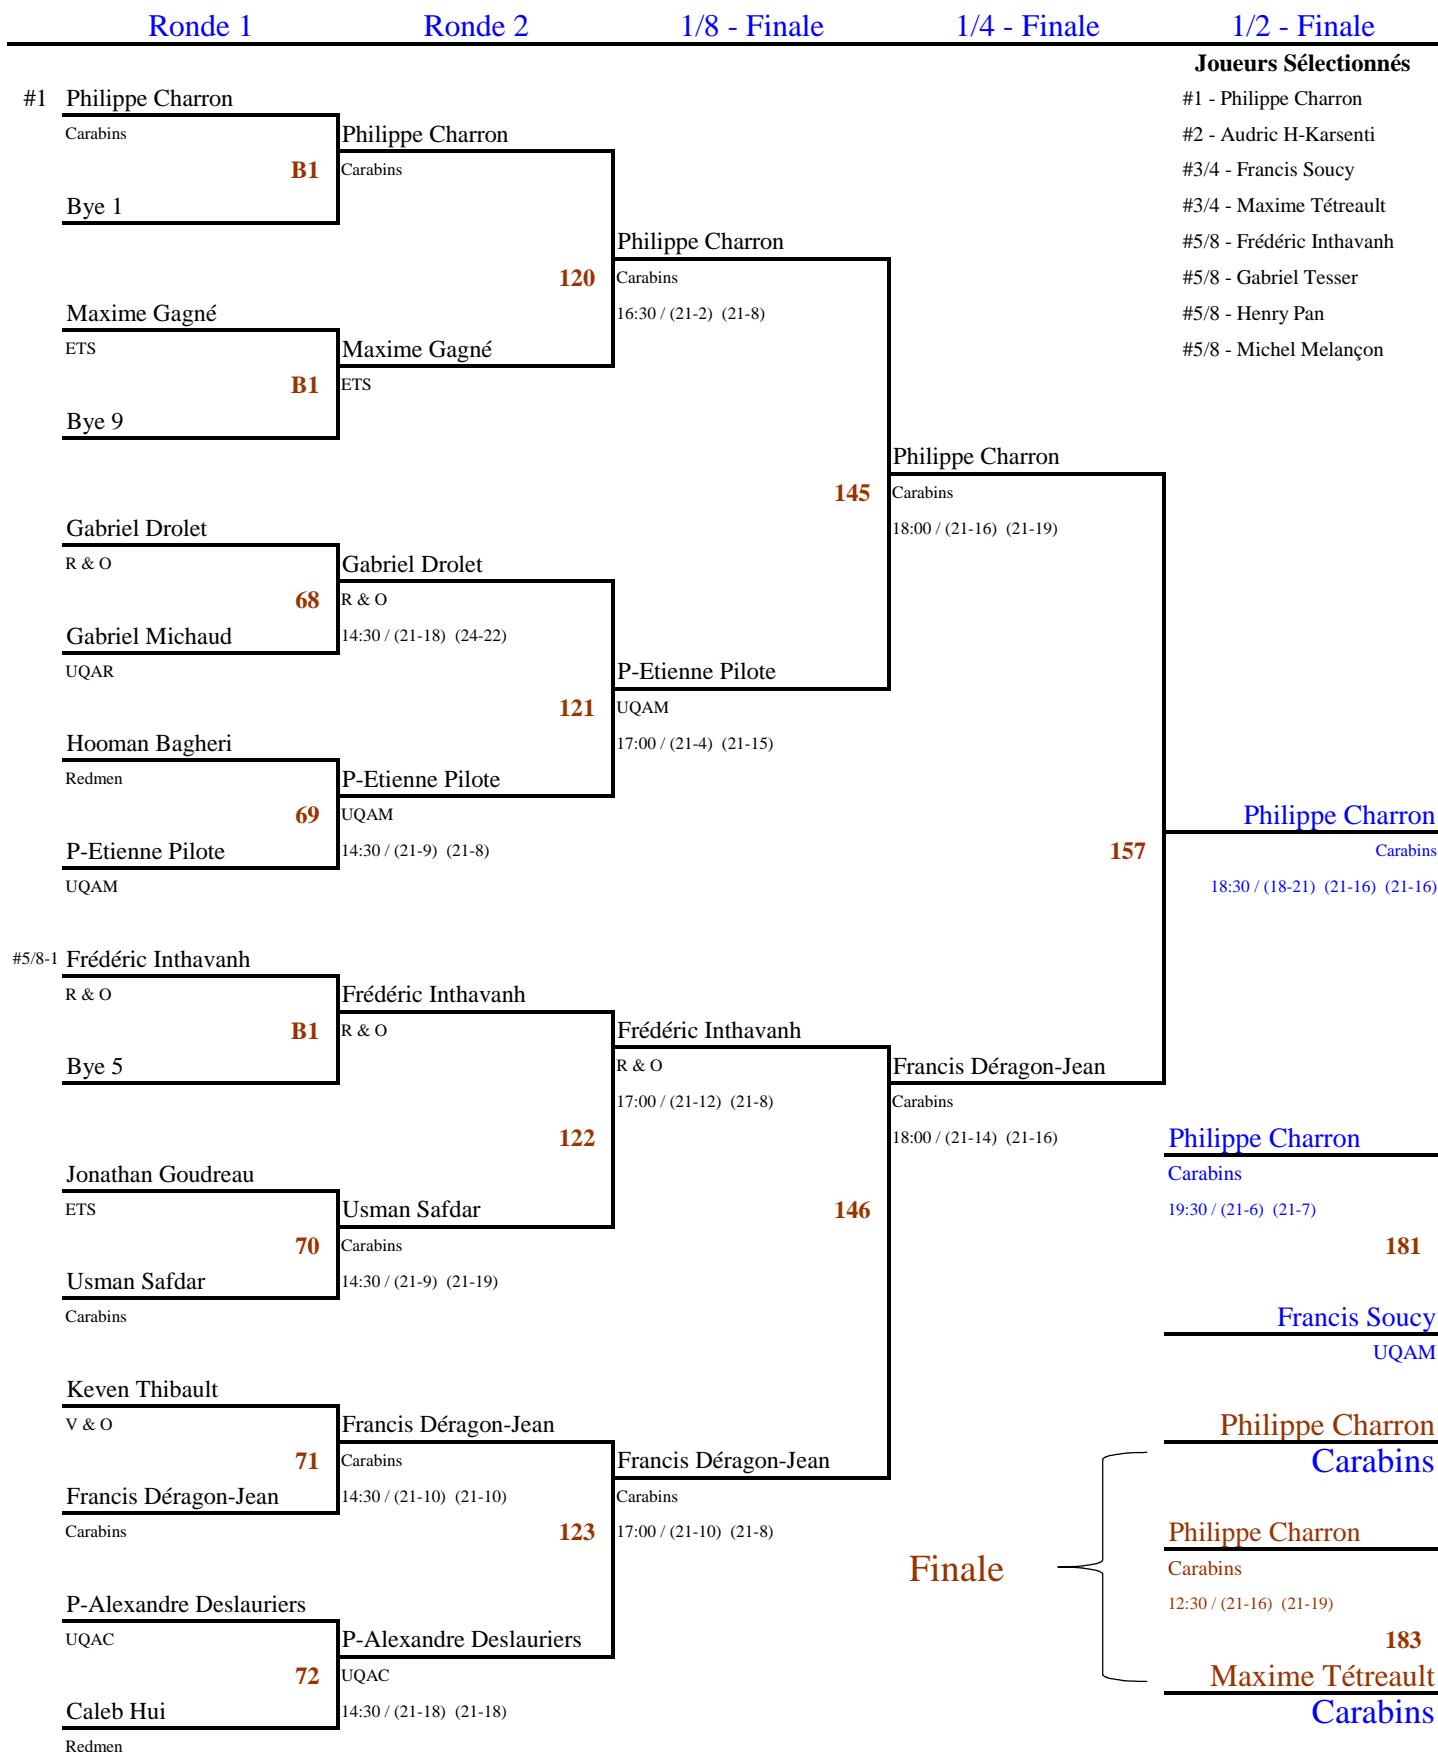 Ronde 1 Ronde 2 1/8 - Finale 1/4 - Finale 1/2 - Finale
Joueurs Sélectionnés
#1 - Philippe Charron
#2 - Audric H-Karsenti
#3/4 - Francis Soucy
#3/4 - Maxime Tétreault
#5/8 - Frédéric Inthavanh
#5/8 - Gabriel Tesser
#5/8 - Henry Pan
#5/8 - Michel Melançon
#1 Philippe Charron
Carabins
B1
Bye 1
Maxime Gagné
ETS
B1
Bye 9
Gabriel Drolet
R & O
68
Gabriel Michaud
UQAR
Hooman Bagheri
Redmen
69
P-Etienne Pilote
UQAM
#5/8-1 Frédéric Inthavanh
R & O
B1
Bye 5
Jonathan Goudreau
ETS
70
Usman Safdar
Carabins
Keven Thibault
V & O
71
Francis Déragon-Jean
Carabins
P-Alexandre Deslauriers
UQAC
72
Caleb Hui
Redmen
Philippe Charron
Carabins
120
Maxime Gagné
ETS
Gabriel Drolet
R & O
14:30 / (21-18) (24-22)
121
P-Etienne Pilote
UQAM
14:30 / (21-9) (21-8)
Frédéric Inthavanh
R & O
122
Usman Safdar
Carabins
14:30 / (21-9) (21-19)
Francis Déragon-Jean
Carabins
14:30 / (21-10) (21-10)
123
P-Alexandre Deslauriers
UQAC
14:30 / (21-18) (21-18)
Philippe Charron
Carabins
16:30 / (21-2) (21-8)
145
P-Etienne Pilote
UQAM
17:00 / (21-4) (21-15)
Frédéric Inthavanh
R & O
17:00 / (21-12) (21-8)
146
Francis Déragon-Jean
Carabins
17:00 / (21-10) (21-8)
Philippe Charron
Carabins
18:00 / (21-16) (21-19)
157
Francis Déragon-Jean
Carabins
18:00 / (21-14) (21-16)
Philippe Charron
Carabins
18:30 / (18-21) (21-16) (21-16)
Philippe Charron
Carabins
19:30 / (21-6) (21-7)
181
Francis Soucy
UQAM
Finale
Philippe Charron
Carabins
Philippe Charron
Carabins
12:30 / (21-16) (21-19)
183
Maxime Tétreault
Carabins